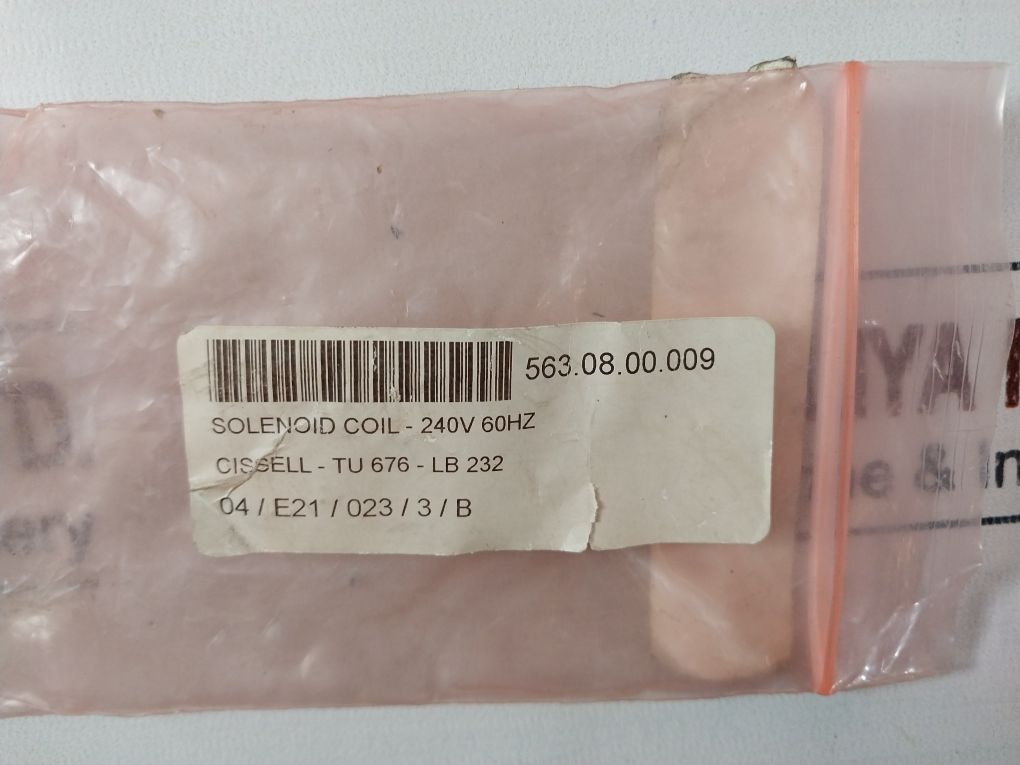 563.08.00.009
SOLENOID COIL - 240V 60HZ
CISSELL - TU 676 - LB 232
04 / E21 / 023 / 3 / B